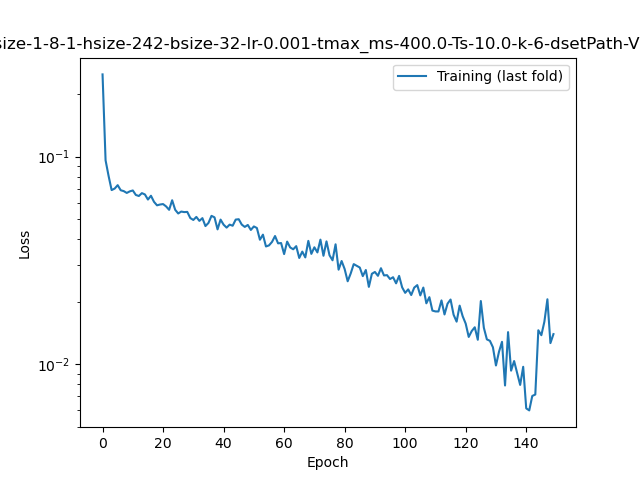 size-1-8-1-hsize-242-bsize-32-lr-0.001-tmax_ms-400.0-Ts-10.0-k-6-dsetPath-V
Training (last fold)
10⁻¹
10⁻²
Loss
0 20 40 60 80 100 120 140
Epoch